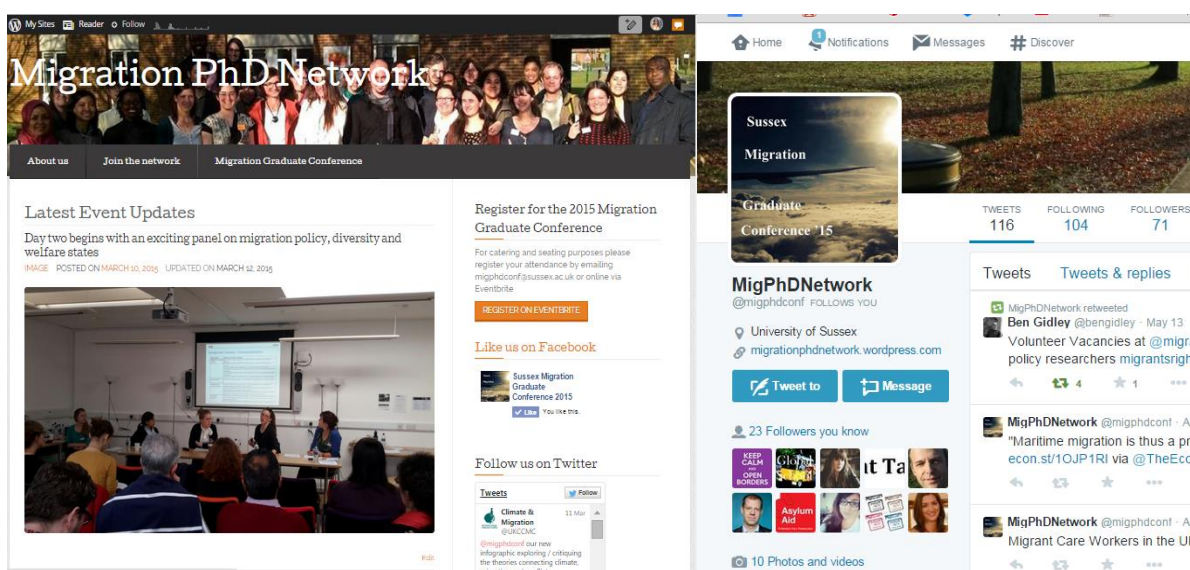 My Sites Reader Follow
Migration PhD Network
About us Join the network Migration Graduate Conference
Latest Event Updates
Day two begins with an exciting panel on migration policy, diversity and
welfare states
IMAGE POSTED ON MARCH 10, 2015 UPDATED ON MARCH 12, 2015
Edit
Register for the 2015 Migration
Graduate Conference
For catering and seating purposes please
register your attendance by emailing
migphdconf@sussex.ac.uk or online via
Eventbrite
REGISTER ON EVENTBRITE
Like us on Facebook
Sussex Migration
Graduate
Conference 2015
Like You like this.
Follow us on Twitter
Tweets Follow
Climate & 11 Mar
Migration
@UKCCMC
@migphdconf our new
infographic exploring / critiquing
the theories connecting climate,
Home 1 Notifications Messages # Discover
Sussex
Migration
Graduate
Conference '15
TWEETS FOLLOWING FOLLOWERS
116 104 71
MigPhDNetwork
@migphdconf FOLLOWS YOU
University of Sussex
migrationphdnetwork.wordpress.com
Tweet to Message
23 Followers you know
KEEP
CALM
AND
OPEN
BORDERS
Global
it Ta
Asylum
Aid
10 Photos and videos
Tweets Tweets & replies
MigPhDNetwork retweeted
Ben Gidley @bengidley · May 13
Volunteer Vacancies at @migr
policy researchers migrantsrigh
4 1
MigPhDNetwork @migphdconf · A
"Maritime migration is thus a pr
econ.st/1OJP1RI via @TheEco
MigPhDNetwork @migphdconf · A
Migrant Care Workers in the U